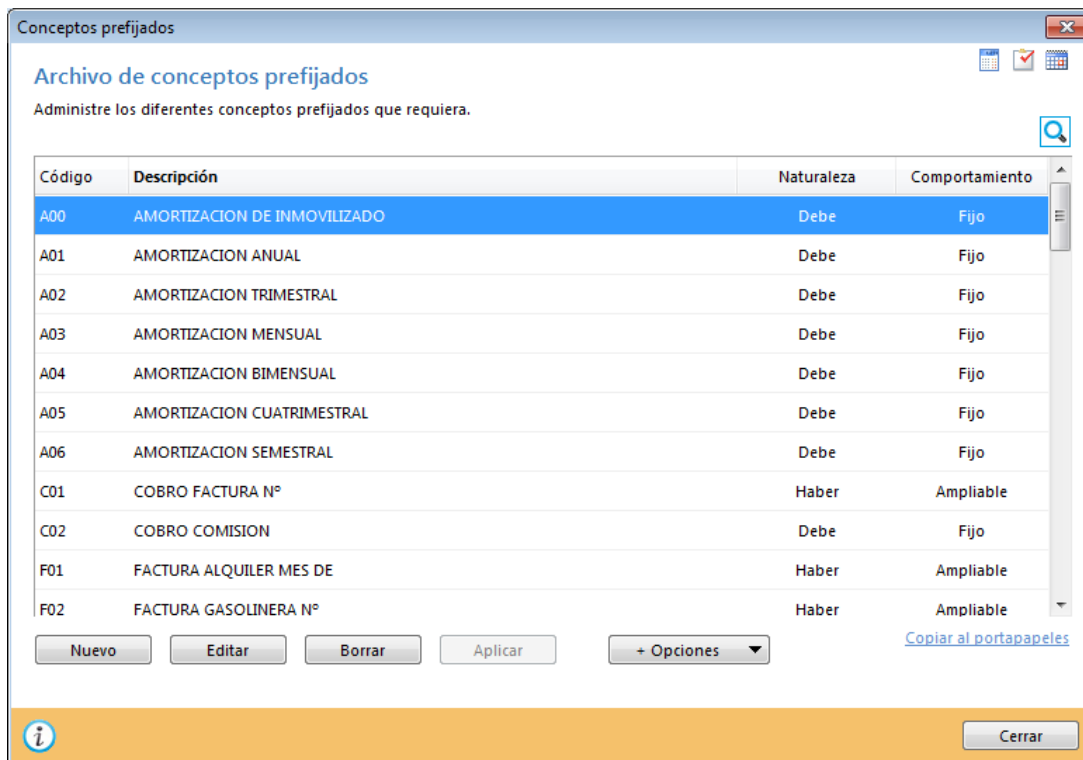 Conceptos prefijados
Archivo de conceptos prefijados
Administre los diferentes conceptos prefijados que requiera.
Código Descripción Naturaleza Comportamiento
A00 AMORTIZACION DE INMOVILIZADO Debe Fijo
A01 AMORTIZACION ANUAL Debe Fijo
A02 AMORTIZACION TRIMESTRAL Debe Fijo
A03 AMORTIZACION MENSUAL Debe Fijo
A04 AMORTIZACION BIMENSUAL Debe Fijo
A05 AMORTIZACION CUATRIMESTRAL Debe Fijo
A06 AMORTIZACION SEMESTRAL Debe Fijo
C01 COBRO FACTURA Nº Haber Ampliable
C02 COBRO COMISION Debe Fijo
F01 FACTURA ALQUILER MES DE Haber Ampliable
F02 FACTURA GASOLINERA Nº Haber Ampliable
Nuevo Editar Borrar Aplicar + Opciones Copiar al portapapeles
Cerrar